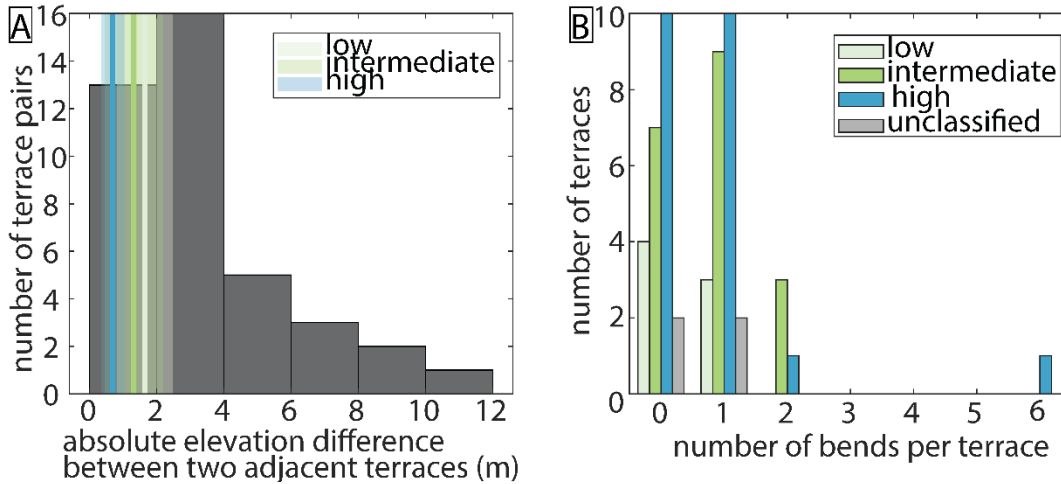 A
16
14
12
10
8
6
4
2
0
number of terrace pairs
low
intermediate
high
0 2 4 6 8 10 12
absolute elevation difference
between two adjacent terraces (m)
B
10
8
6
4
2
0
number of terraces
low
intermediate
high
unclassified
0 1 2 3 4 5 6
number of bends per terrace